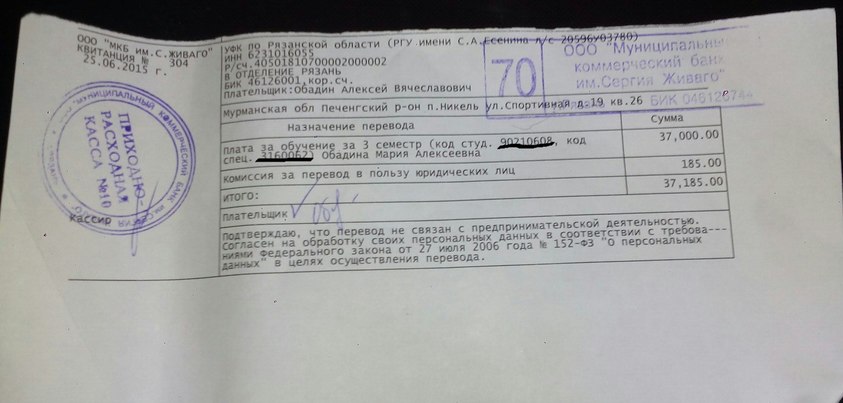 ООО "МКБ ИМ.С.ЖИВАГО"
КВИТАНЦИЯ № 304
25.06.2015 г.
УФК по Рязанской области (РГУ имени С.А.Есенина л/с 20596У03780)
ИНН 6231016055
Р/сч.40501810700002000002
В ОТДЕЛЕНИЕ РЯЗАНЬ
БИК 46126001,кор.сч.
Плательщик:Обадин Алексей Вячеславович
Мурманская обл Печенгский р-он п.Никель ул.Спортивная д.19 кв.26
70
ООО "Муниципальный
коммерческий банк
им.Сергия Живаго"
БИК 046126744
Назначение перевода
Сумма
плата за обучение за 3 семестр (код студ. 90210608, код
спец. 3160062) Обадина Мария Алексеевна
37,000.00
комиссия за перевод в пользу юридических лиц
185.00
ИТОГО:
37,185.00
Плательщик
Подтверждаю, что перевод не связан с предпринимательской деятельностью.
Согласен на обработку своих персональных данных в соответствии с требова---
ниями Федерального закона от 27 июля 2006 года № 152-ФЗ "О персональных
данных" в целях осуществления перевода.
МУНИЦИПАЛЬНЫЙ КОММЕРЧЕСКИЙ БАНК ИМ.СЕРГИЯ
ПРИХОДНО-
РАСХОДНАЯ
КАССА №10
кассир